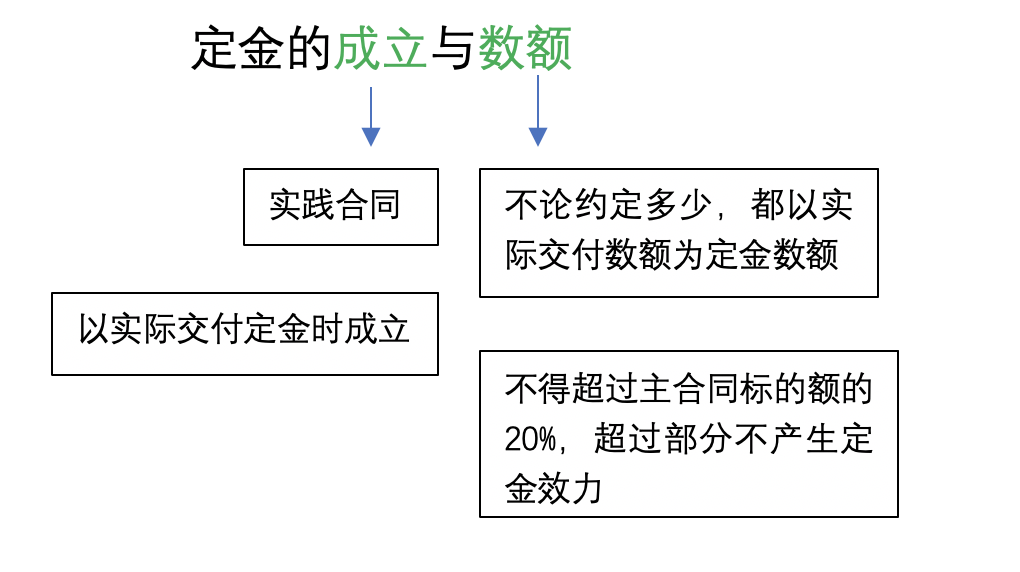 定金的成立与数额
实践合同
以实际交付定金时成立
不论约定多少，都以实
际交付数额为定金数额
不得超过主合同标的额的
20%，超过部分不产生定
金效力